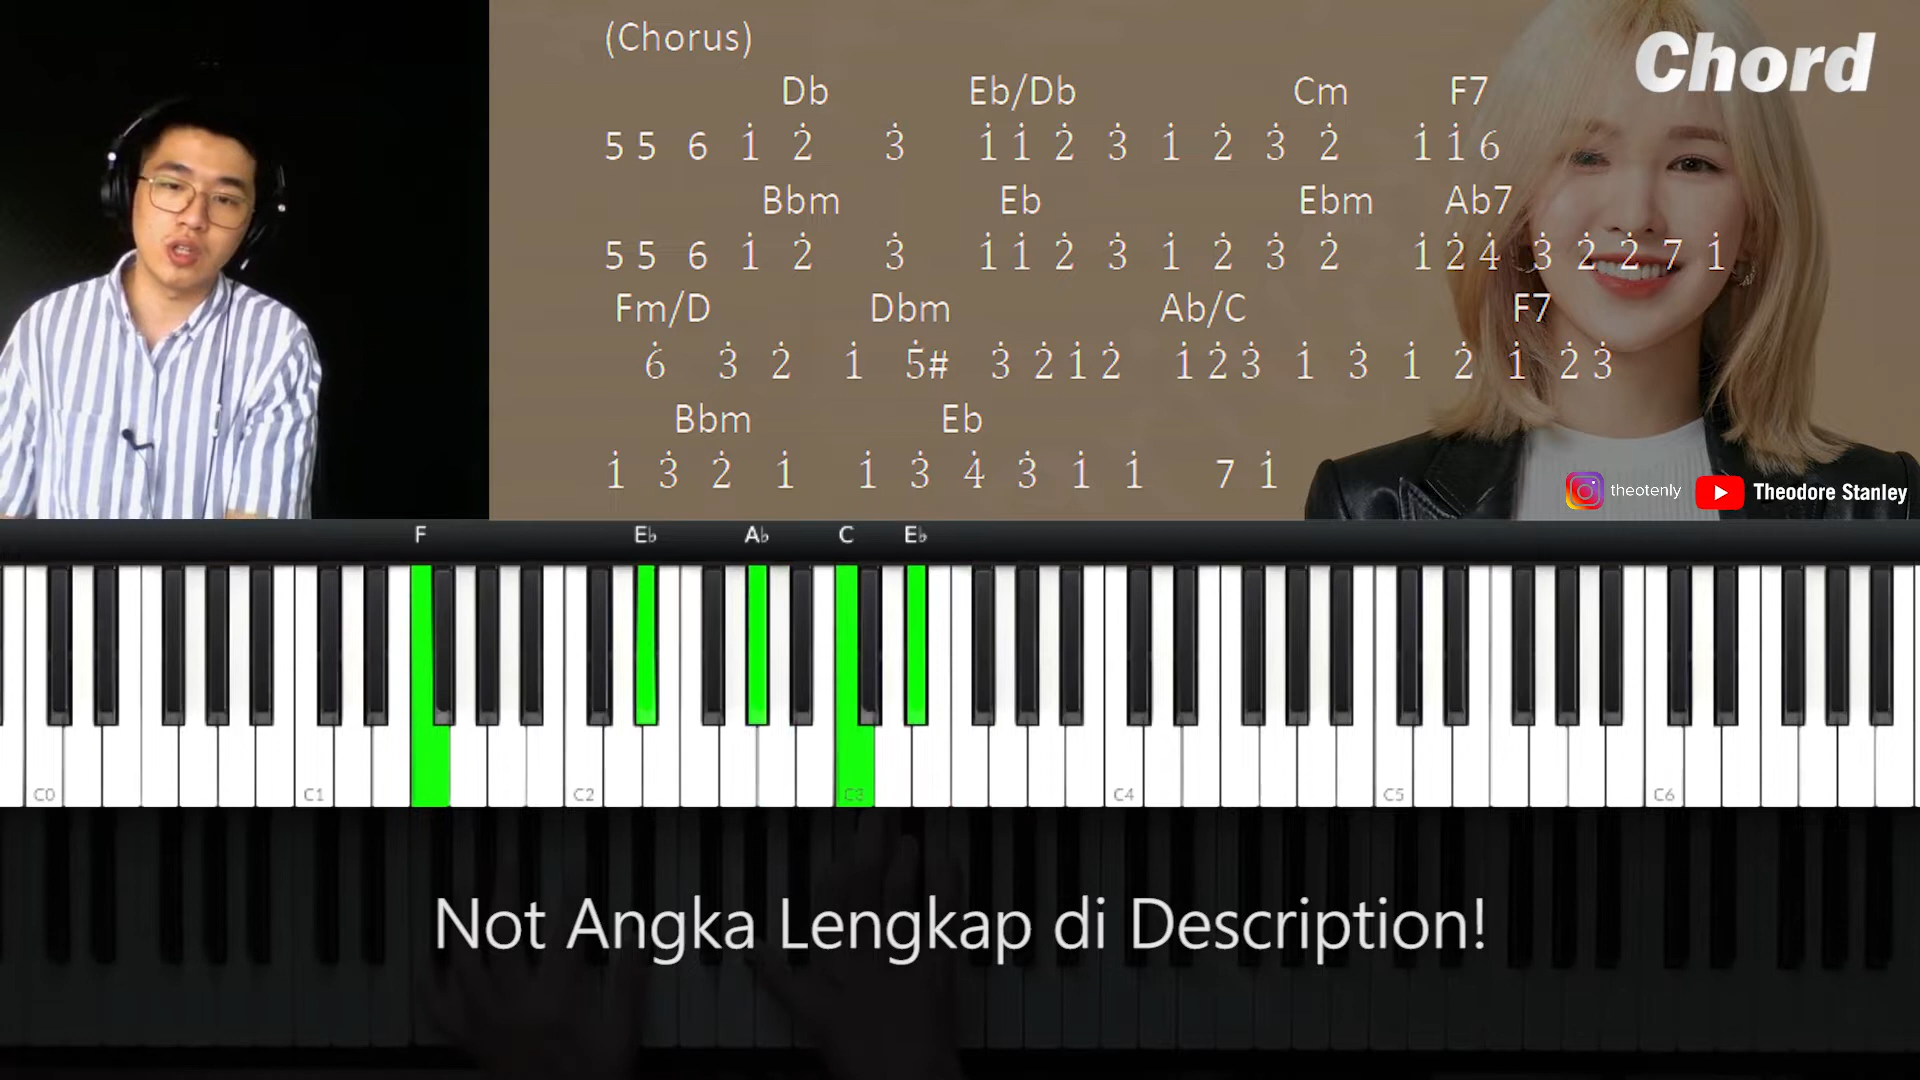 (Chorus)
Chord
Db Eb/Db Cm F7
5 5 6 1̇ 2̇ 3̇ 1̇ 1̇ 2̇ 3̇ 1̇ 2̇ 3̇ 2̇ 1̇ 1̇ 6
Bbm Eb Ebm Ab7
5 5 6 1̇ 2̇ 3̇ 1̇ 1̇ 2̇ 3̇ 1̇ 2̇ 3̇ 2̇ 1̇ 2̇ 4̇ 3̇ 2̇ 2̇ 7 1̇
Fm/D Dbm Ab/C F7
6̇ 3̇ 2̇ 1̇ 5̇# 3̇ 2̇ 1̇ 2̇ 1̇ 2̇ 3̇ 1̇ 3̇ 1̇ 2̇ 1̇ 2̇ 3̇
Bbm Eb
1̇ 3̇ 2̇ 1̇ 1̇ 3̇ 4̇ 3̇ 1̇ 1̇ 7 1̇
theotenly Theodore Stanley
F E♭ A♭ C E♭
C0 C1 C2 C3 C4 C5 C6
Not Angka Lengkap di Description!